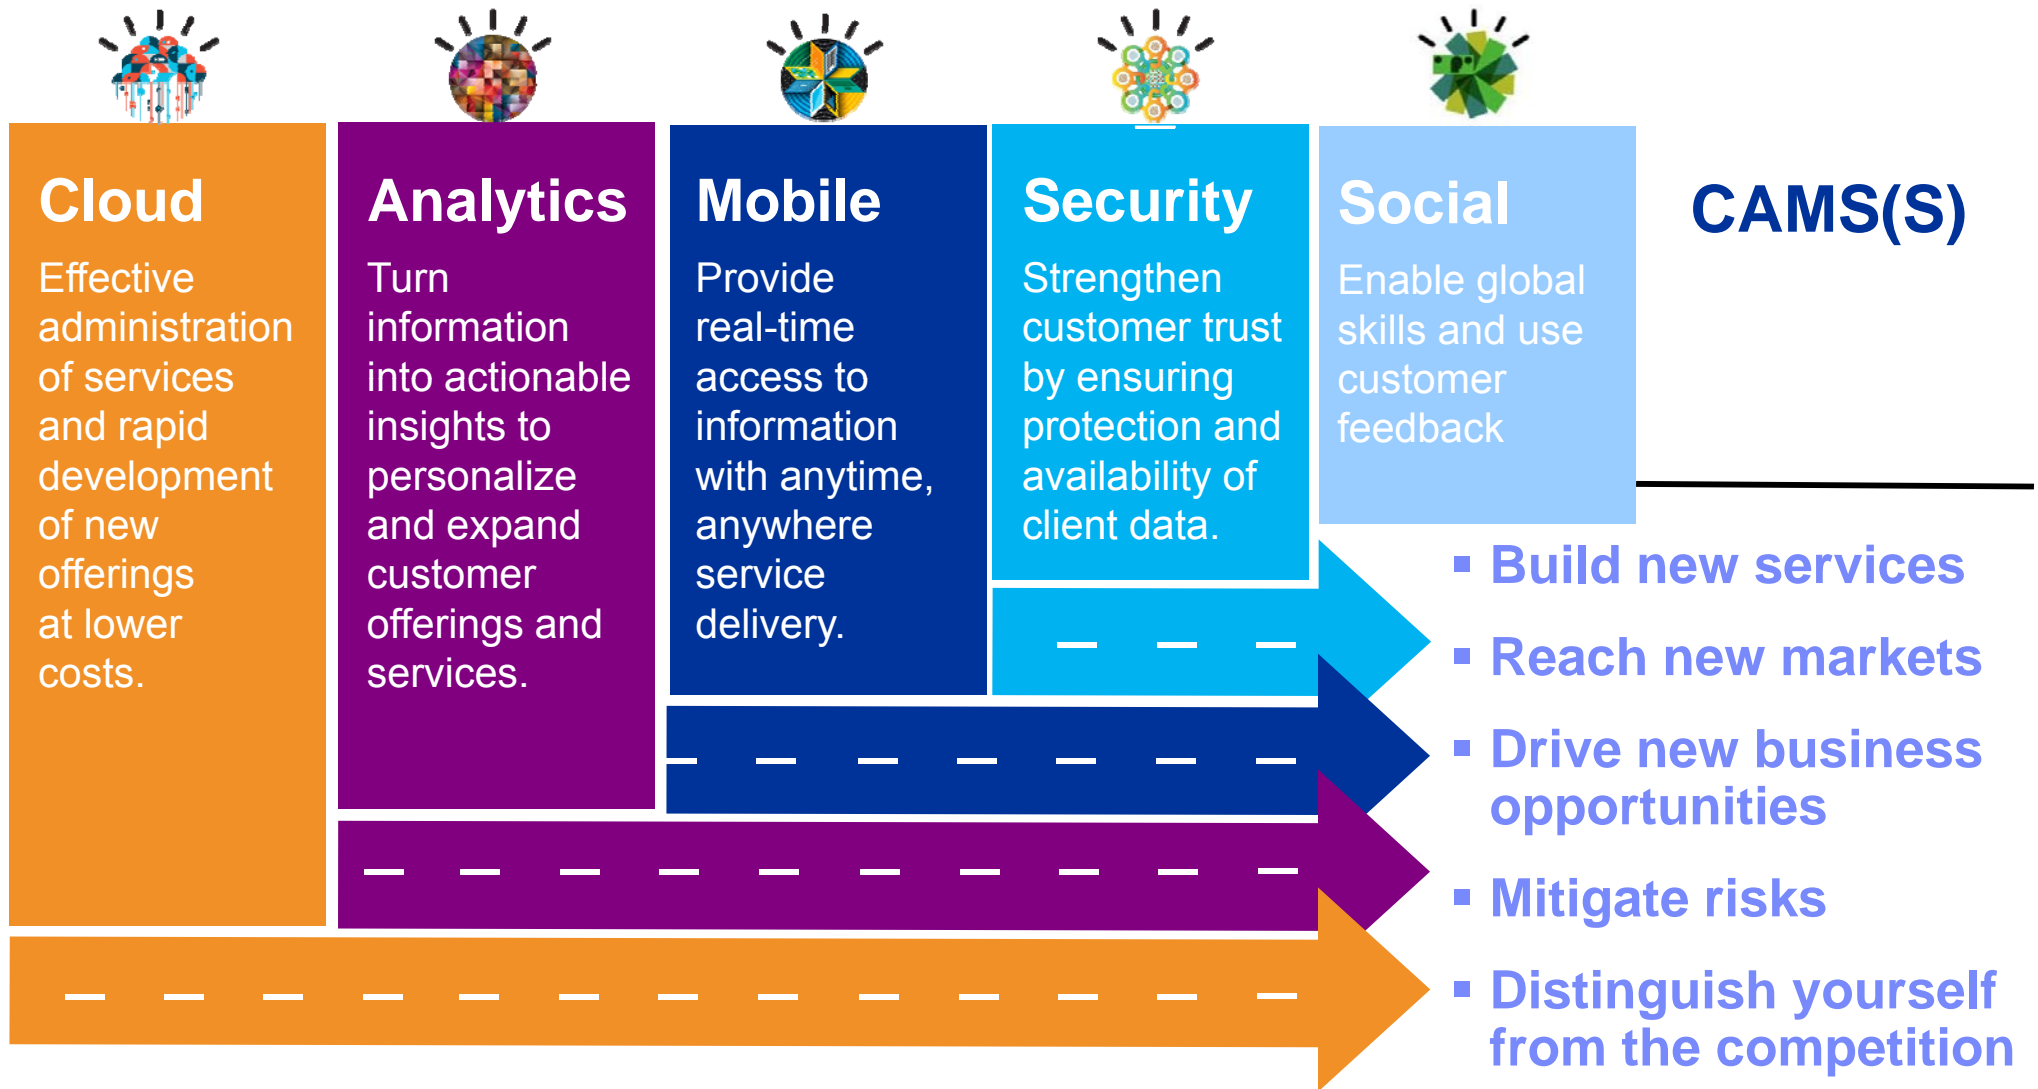 Cloud
Effective
administration
of services
and rapid
development
of new
offerings
at lower
costs.
Analytics
Turn
information
into actionable
insights to
personalize
and expand
customer
offerings and
services.
Mobile
Provide
real-time
access to
information
with anytime,
anywhere
service
delivery.
Security
Strengthen
customer trust
by ensuring
protection and
availability of
client data.
Social
Enable global
skills and use
customer
feedback
CAMS(S)
▪ Build new services
▪ Reach new markets
▪ Drive new business
opportunities
▪ Mitigate risks
▪ Distinguish yourself
from the competition